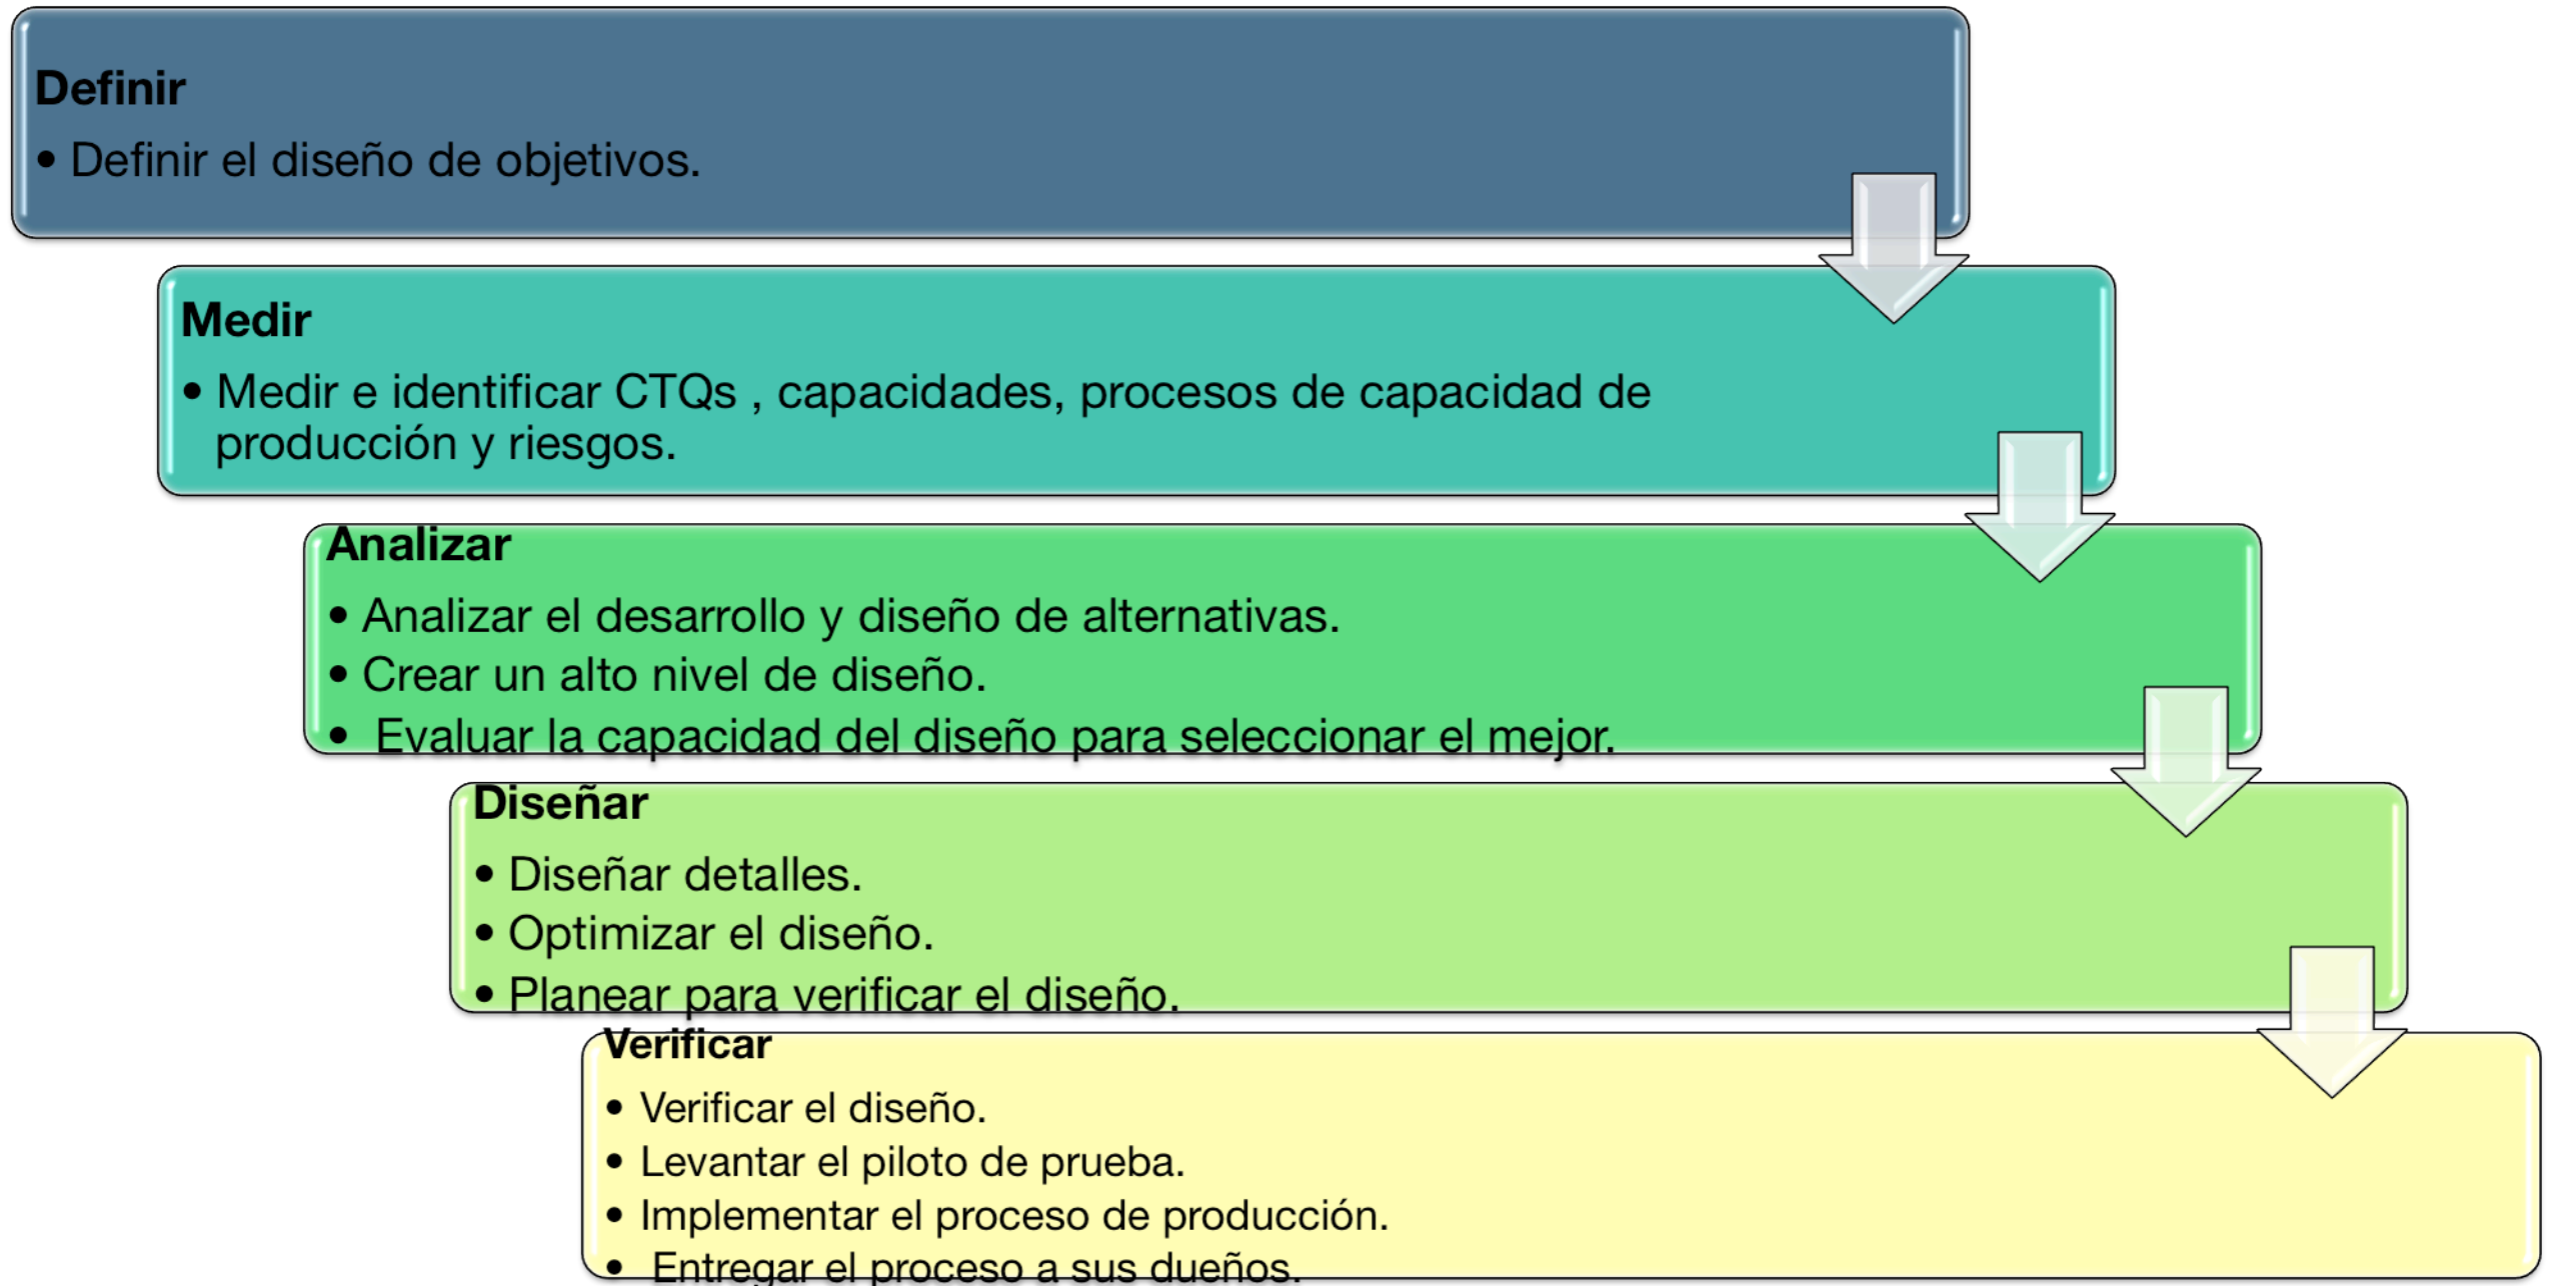 Definir
• Definir el diseño de objetivos.
Medir
• Medir e identificar CTQs , capacidades, procesos de capacidad de
producción y riesgos.
Analizar
• Analizar el desarrollo y diseño de alternativas.
• Crear un alto nivel de diseño.
• Evaluar la capacidad del diseño para seleccionar el mejor.
Diseñar
• Diseñar detalles.
• Optimizar el diseño.
• Planear para verificar el diseño.
Verificar
• Verificar el diseño.
• Levantar el piloto de prueba.
• Implementar el proceso de producción.
• Entregar el proceso a sus dueños.